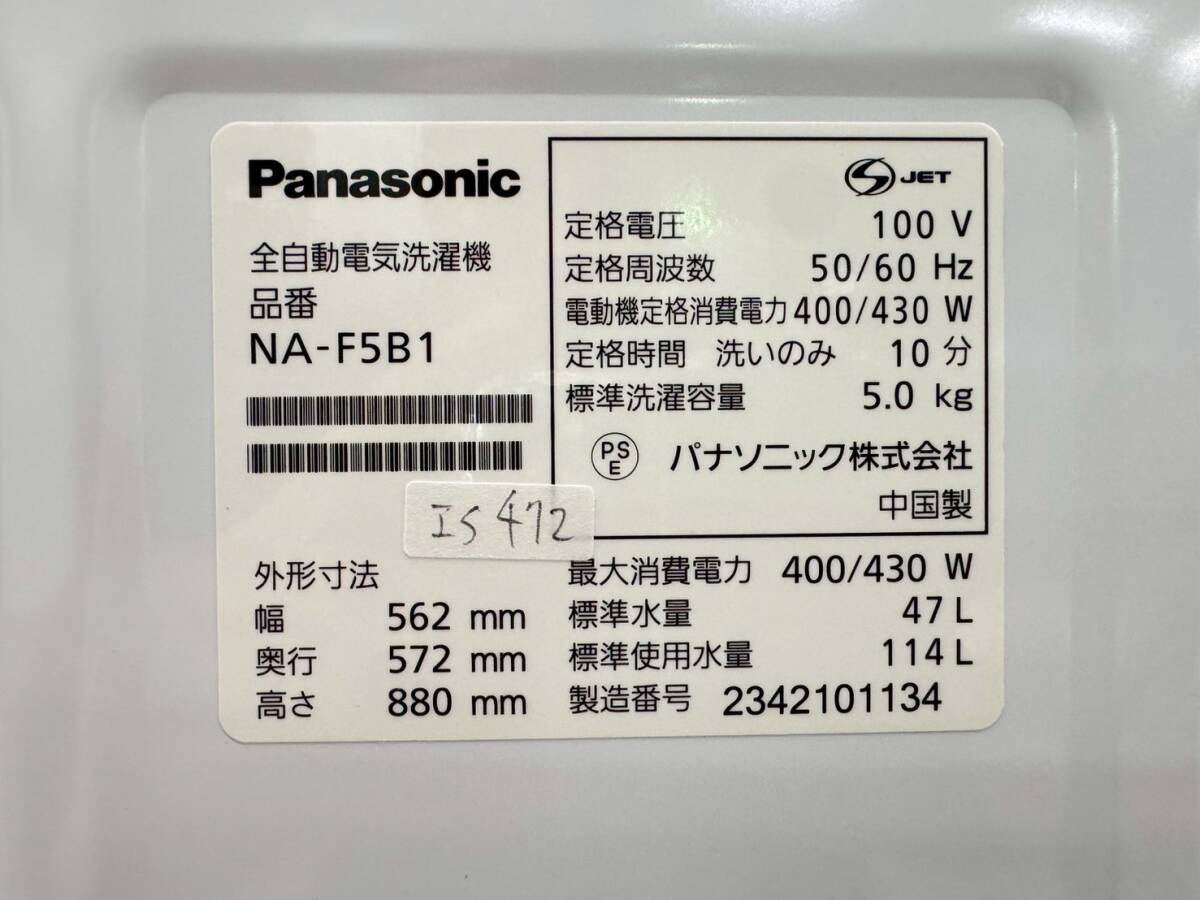 Panasonic
全自動電気洗濯機
品番
NA-F5B1
JET
定格電圧 100 V
定格周波数 50/60 Hz
電動機定格消費電力 400/430 W
定格時間 洗いのみ 10 分
標準洗濯容量 5.0 kg
PSE パナソニック株式会社
中国製
IS 472
外形寸法
幅 562 mm
奥行 572 mm
高さ 880 mm
最大消費電力 400/430 W
標準水量 47 L
標準使用水量 114 L
製造番号 2342101134